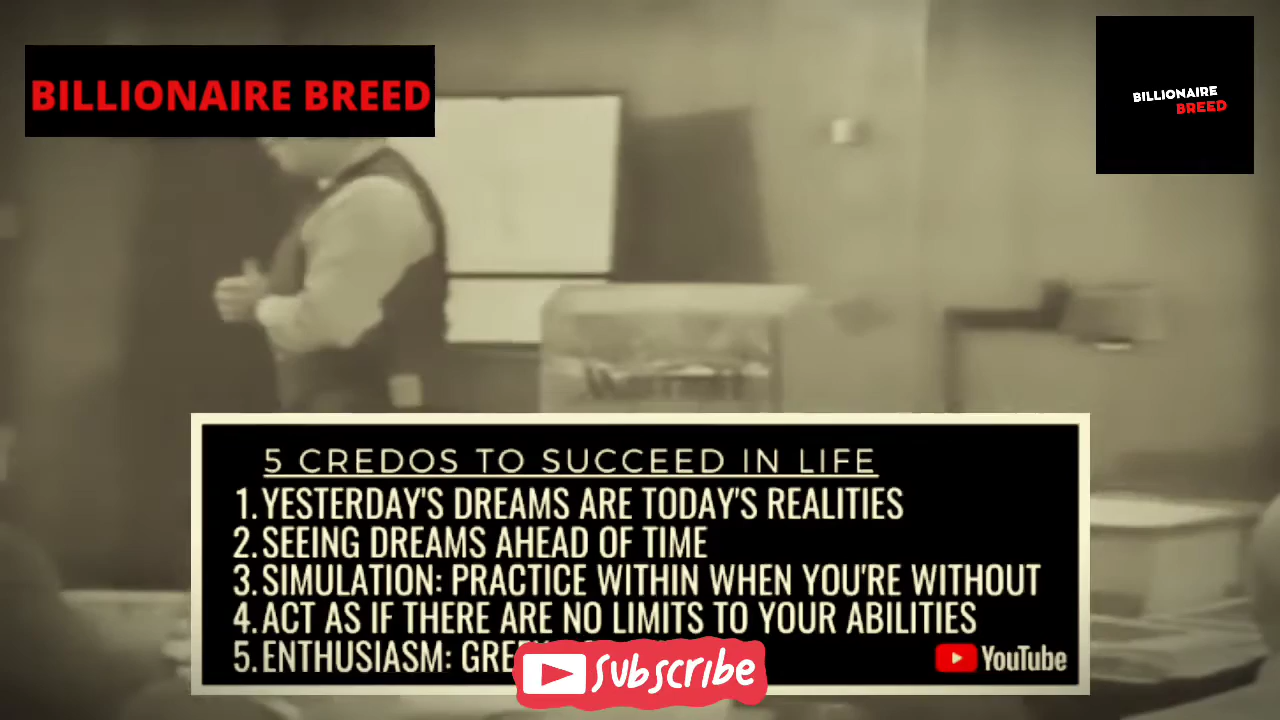 BILLIONAIRE BREED
BILLIONAIRE
BREED
5 CREDOS TO SUCCEED IN LIFE
1. YESTERDAY'S DREAMS ARE TODAY'S REALITIES
2. SEEING DREAMS AHEAD OF TIME
3. SIMULATION: PRACTICE WITHIN WHEN YOU'RE WITHOUT
4. ACT AS IF THERE ARE NO LIMITS TO YOUR ABILITIES
5. ENTHUSIASM:
Subscribe
YouTube